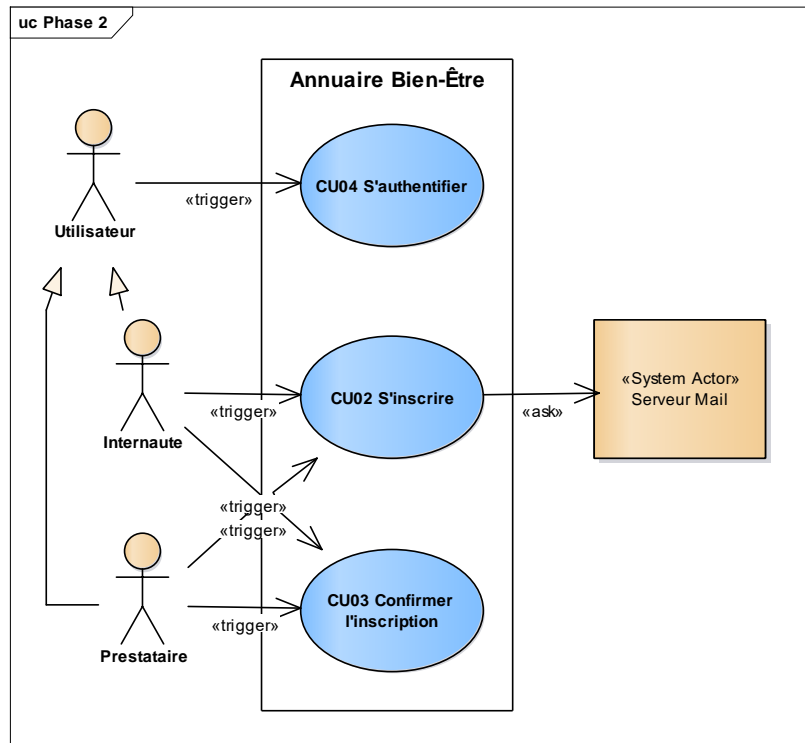 uc Phase 2
Annuaire Bien-Être
CU04 S'authentifier
«trigger»
Utilisateur
CU02 S'inscrire
«trigger»
«ask»
«System Actor»
Serveur Mail
Internaute
«trigger»
«trigger»
CU03 Confirmer
l'inscription
«trigger»
Prestataire